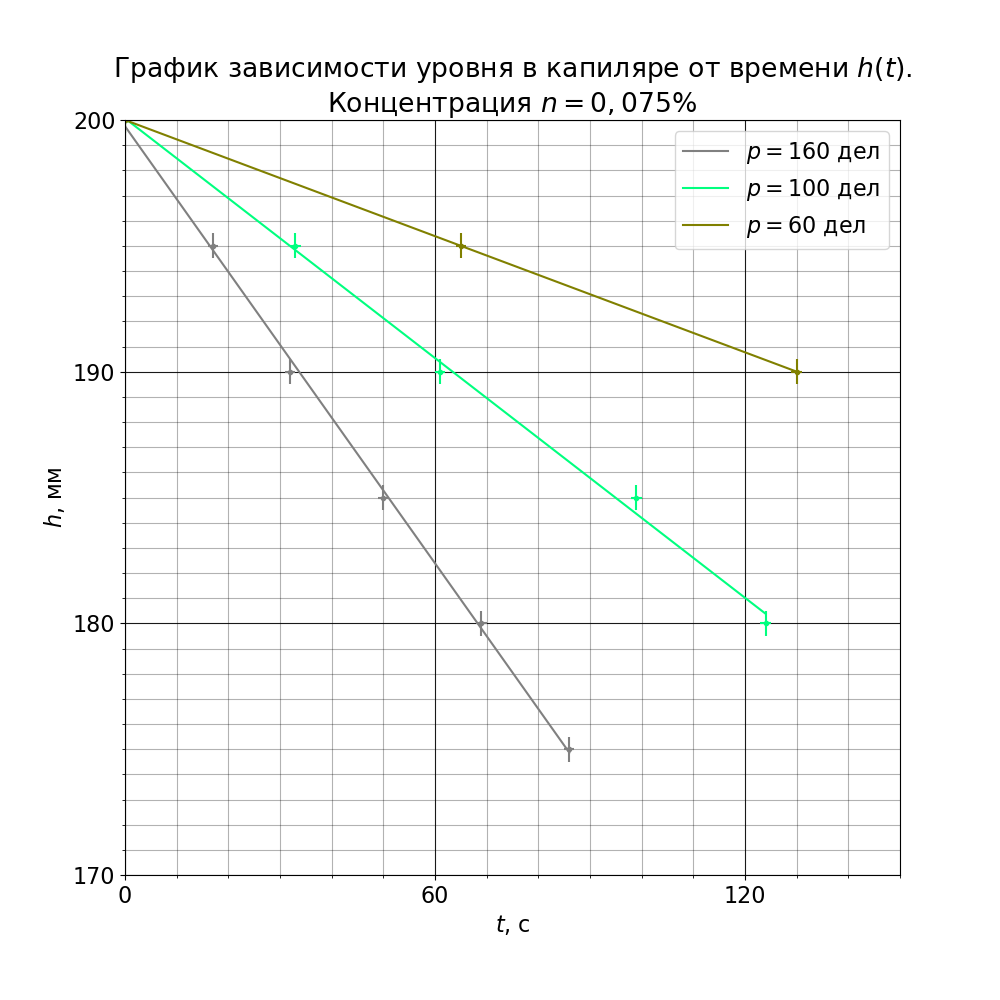 График зависимости уровня в капиляре от времени h(t).
Концентрация n = 0, 075%
p = 160 дел
p = 100 дел
p = 60 дел
200
190
180
170
h, мм
0
60
120
t, с